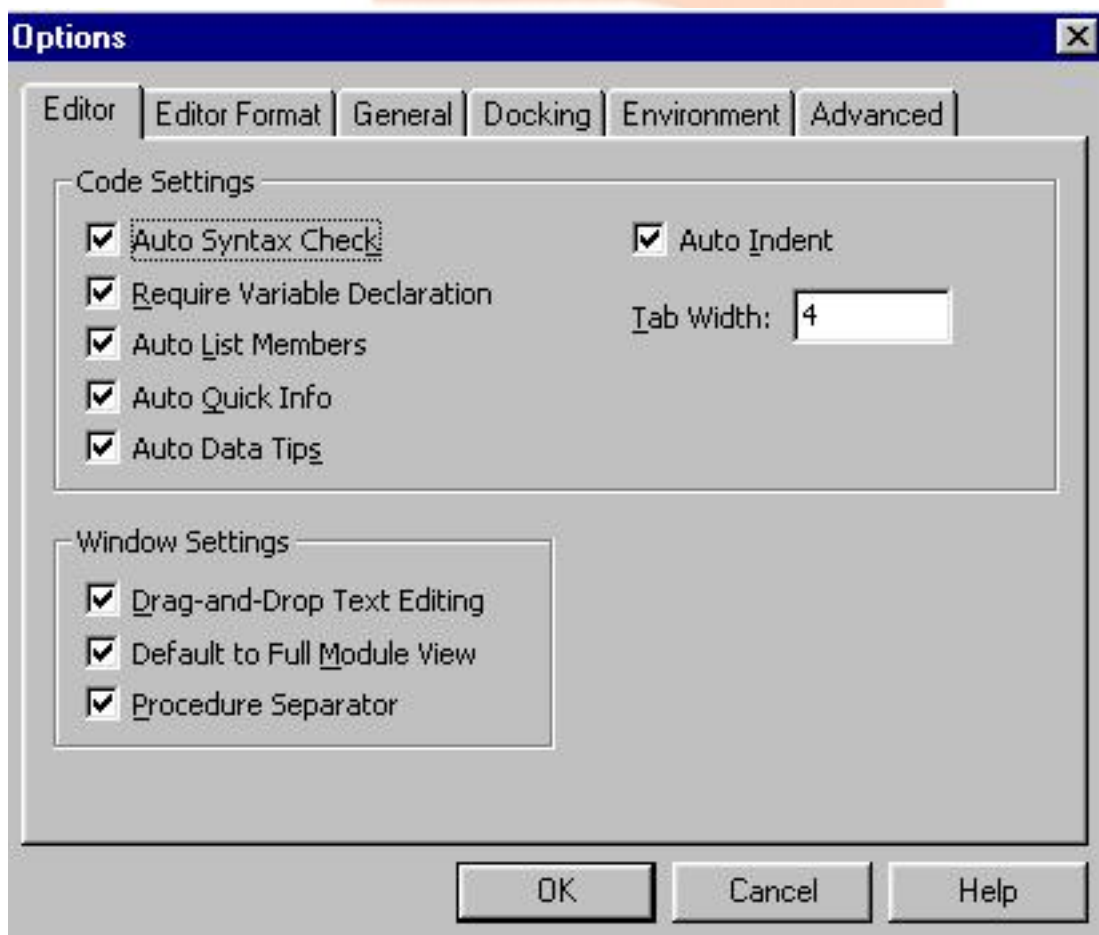 Options
Editor Editor Format General Docking Environment Advanced
Code Settings
Auto Syntax Check
Auto Indent
Require Variable Declaration
Tab Width: 4
Auto List Members
Auto Quick Info
Auto Data Tips
Window Settings
Drag-and-Drop Text Editing
Default to Full Module View
Procedure Separator
OK Cancel Help